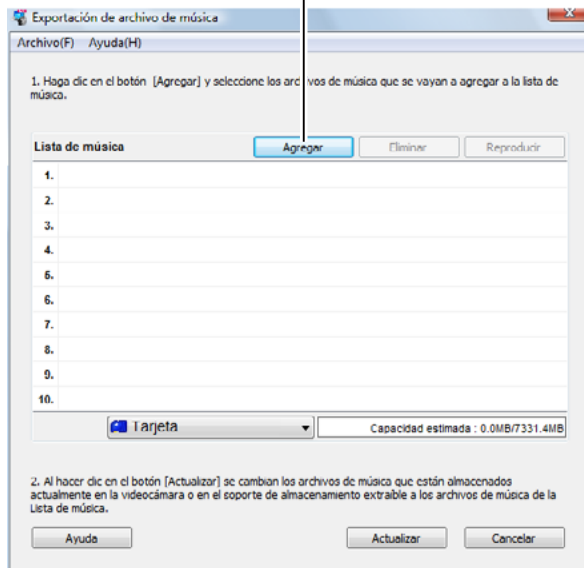 Exportación de archivo de música
Archivo(F) Ayuda(H)
1. Haga clic en el botón [Agregar] y seleccione los archivos de música que se vayan a agregar a la lista de
música.
Lista de música Agregar Eliminar Reproducir
1.
2.
3.
4.
5.
6.
7.
8.
9.
10.
Tarjeta Capacidad estimada : 0.0MB/7331.4MB
2. Al hacer clic en el botón [Actualizar] se cambian los archivos de música que están almacenados
actualmente en la videocámara o en el soporte de almacenamiento extraíble a los archivos de música de la
Lista de música.
Ayuda Actualizar Cancelar